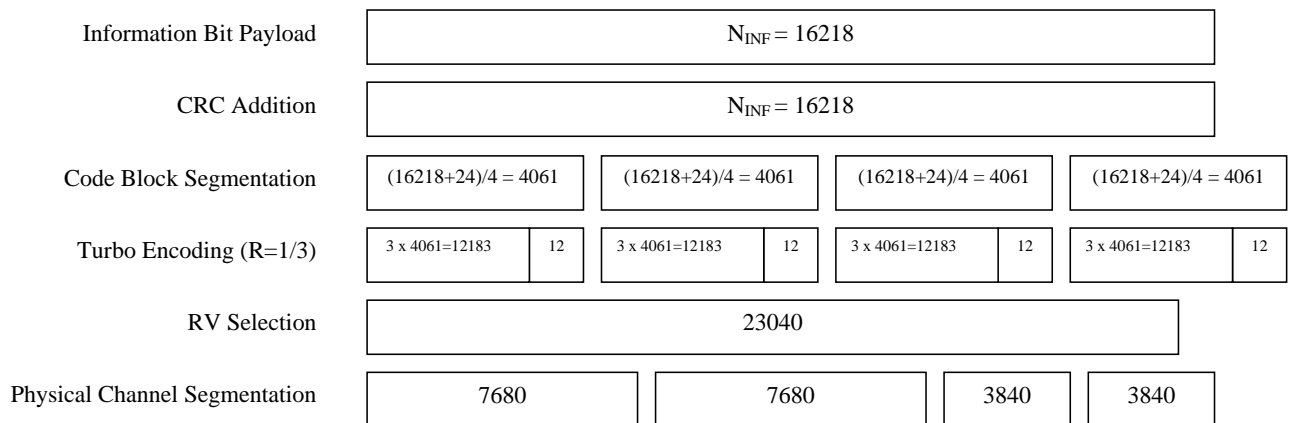 Information Bit Payload N_INF = 16218
CRC Addition N_INF = 16218
Code Block Segmentation (16218+24)/4 = 4061 (16218+24)/4 = 4061 (16218+24)/4 = 4061 (16218+24)/4 = 4061
Turbo Encoding (R=1/3) 3 x 4061=12183 12 3 x 4061=12183 12 3 x 4061=12183 12 3 x 4061=12183 12
RV Selection 23040
Physical Channel Segmentation 7680 7680 3840 3840